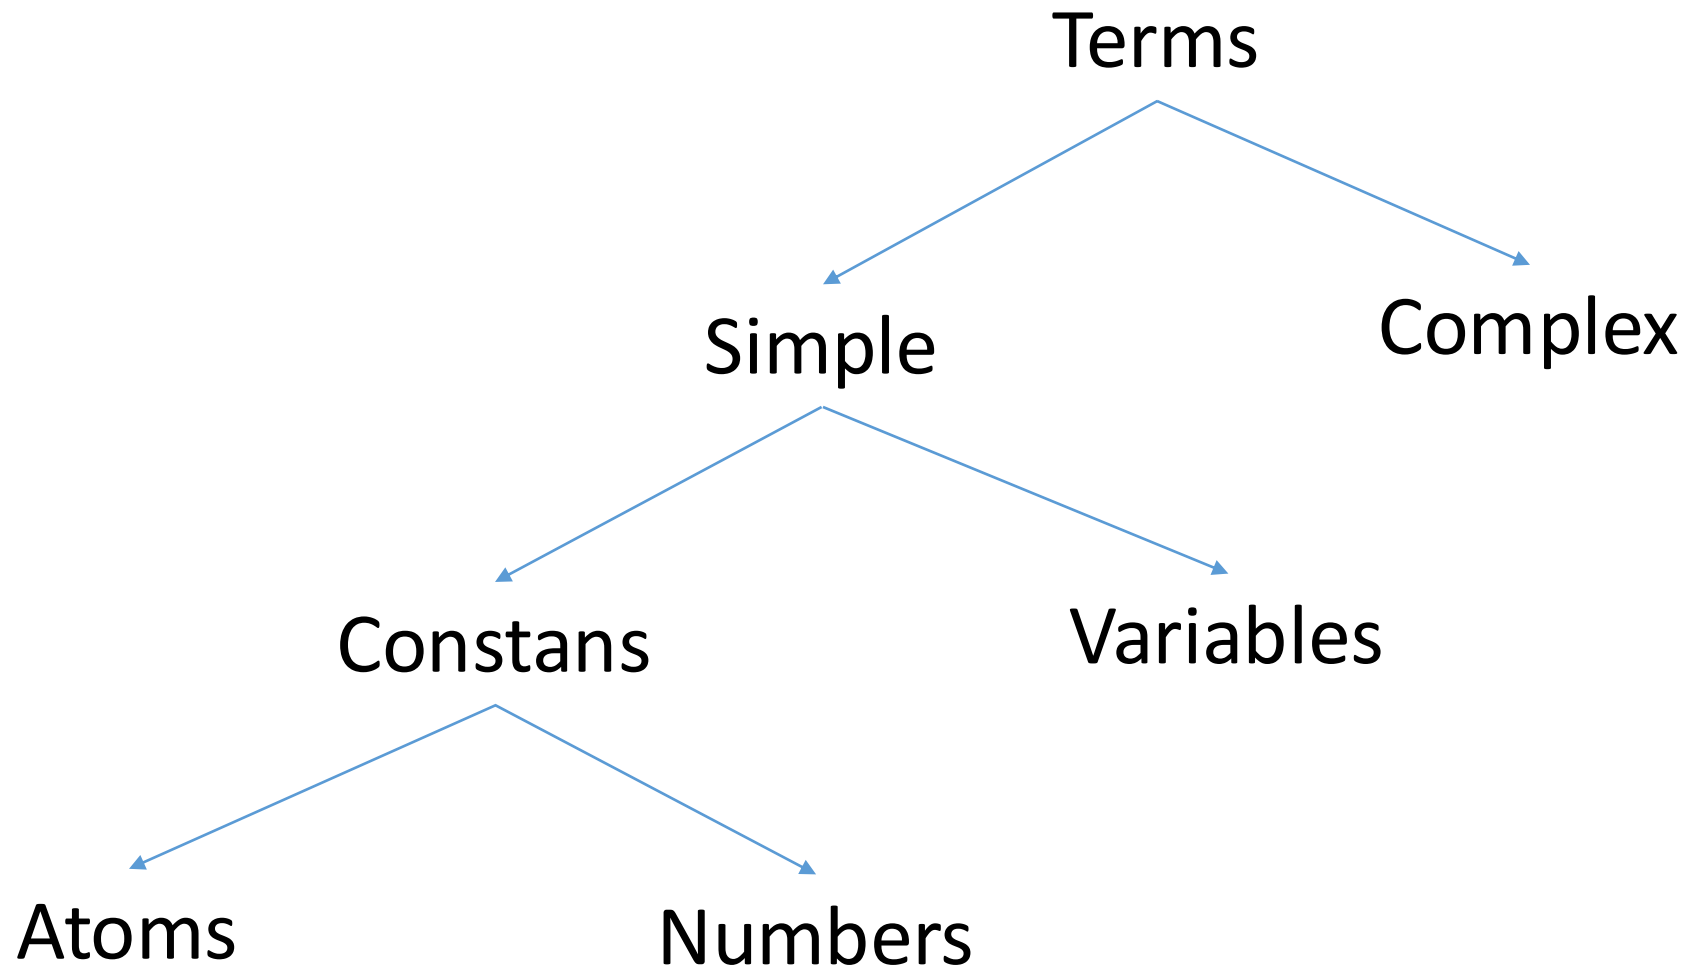 Terms
Simple
Complex
Constans
Variables
Atoms
Numbers